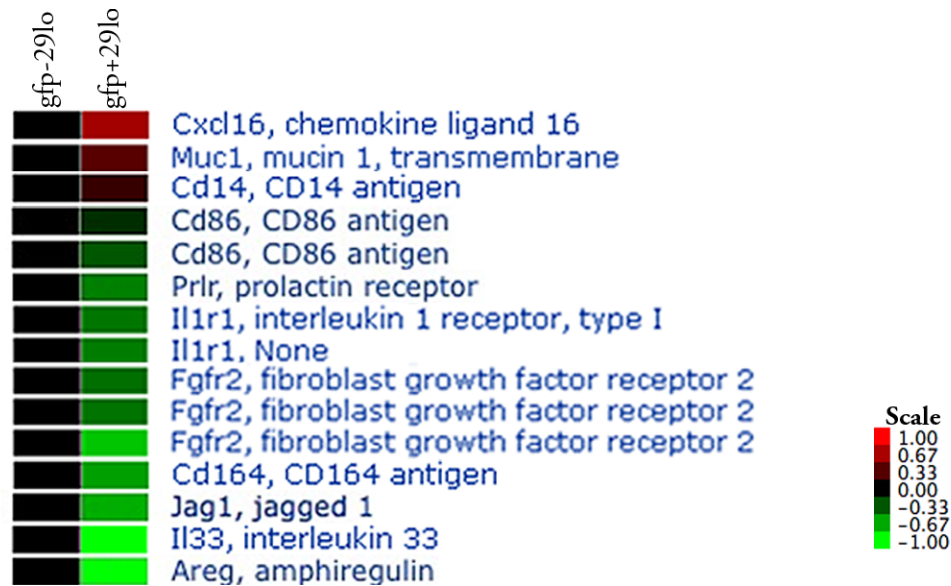 gfp-29lo
gfp+29lo
Cxcl16, chemokine ligand 16
Muc1, mucin 1, transmembrane
Cd14, CD14 antigen
Cd86, CD86 antigen
Cd86, CD86 antigen
Prlr, prolactin receptor
Il1r1, interleukin 1 receptor, type I
Il1r1, None
Fgfr2, fibroblast growth factor receptor 2
Fgfr2, fibroblast growth factor receptor 2
Fgfr2, fibroblast growth factor receptor 2
Cd164, CD164 antigen
Jag1, jagged 1
Il33, interleukin 33
Areg, amphiregulin
Scale
1.00
0.67
0.33
0.00
-0.33
-0.67
-1.00